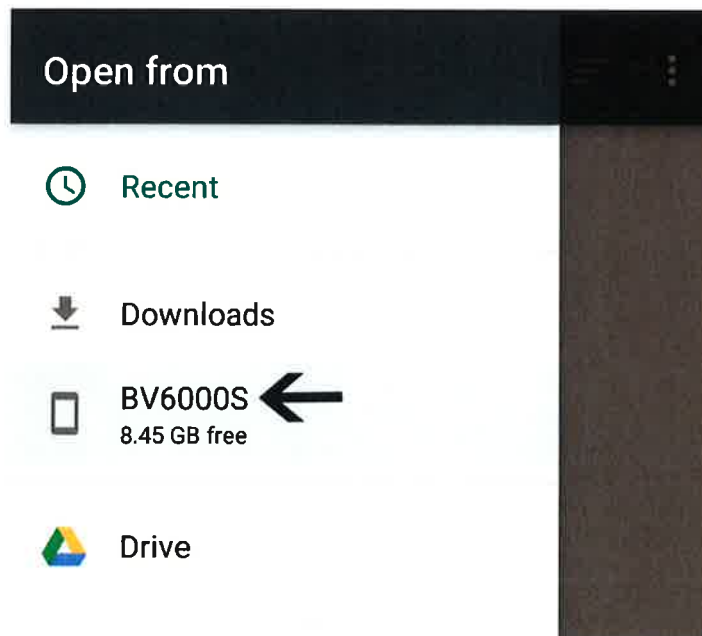 Open from
Recent
Downloads
BV6000S
8.45 GB free
Drive